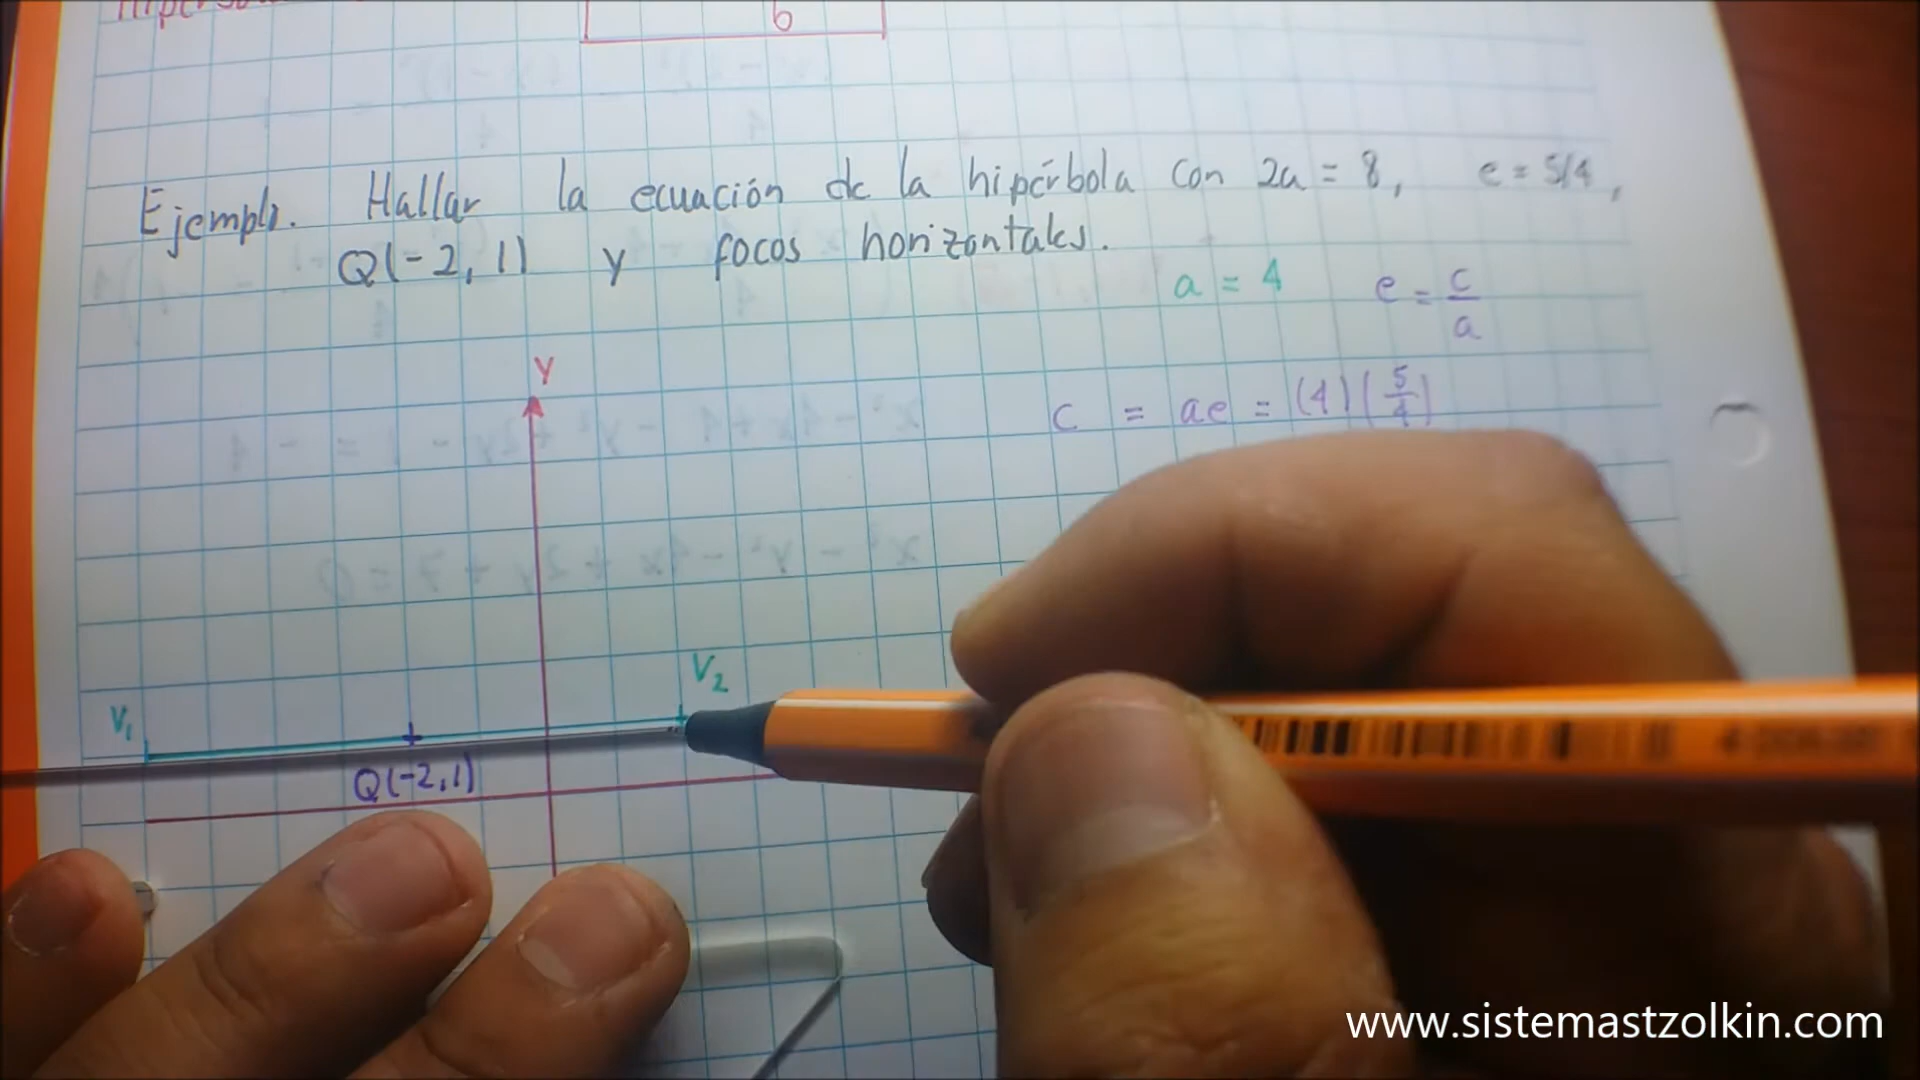 b
Ejemplo. Hallar la ecuación de la hipérbola con 2a = 8, e = 5/4,
Q(-2, 1) y focos horizontales.
a = 4 e = c/a
c = ae = (4)(5/4)
Y
V2
V1
Q(-2,1)
www.sistemastzolkin.com